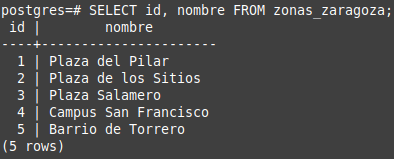 postgres=# SELECT id, nombre FROM zonas_zaragoza;
 id |         nombre
----+-----------------------
  1 | Plaza del Pilar
  2 | Plaza de los Sitios
  3 | Plaza Salamero
  4 | Campus San Francisco
  5 | Barrio de Torrero
(5 rows)